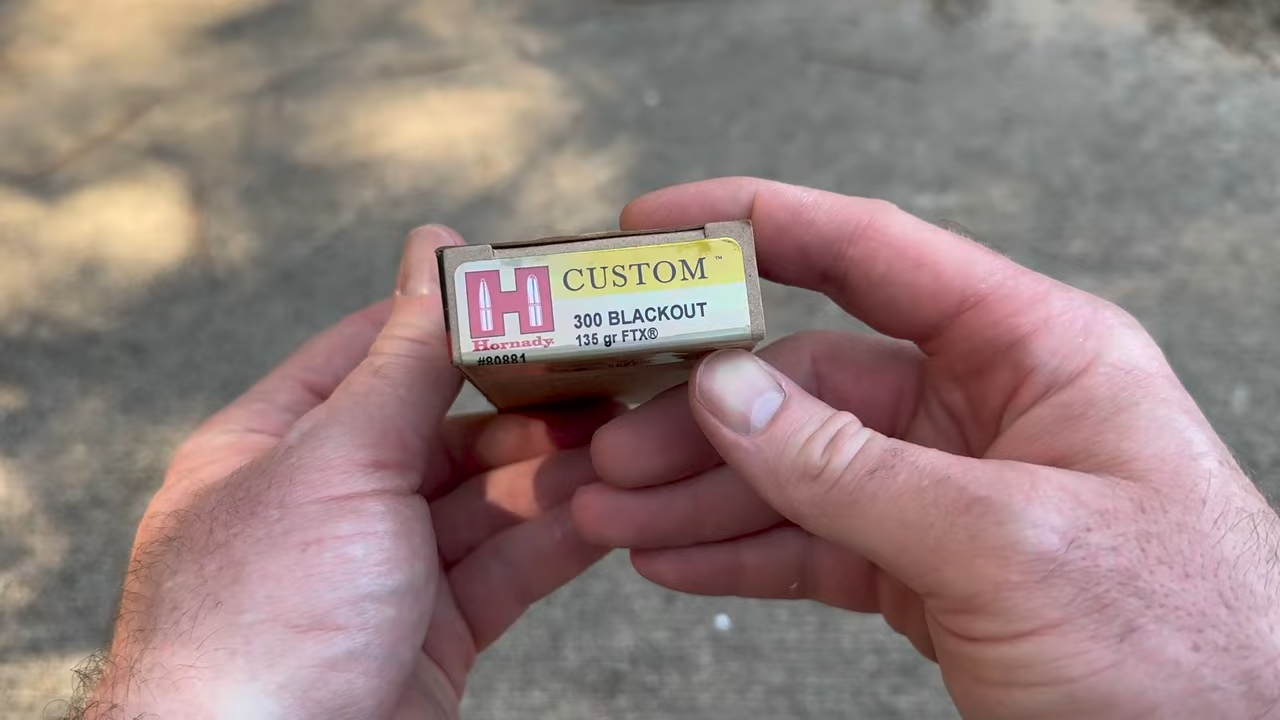 CUSTOM™
300 BLACKOUT
135 gr FTX®
Hornady.
#80881